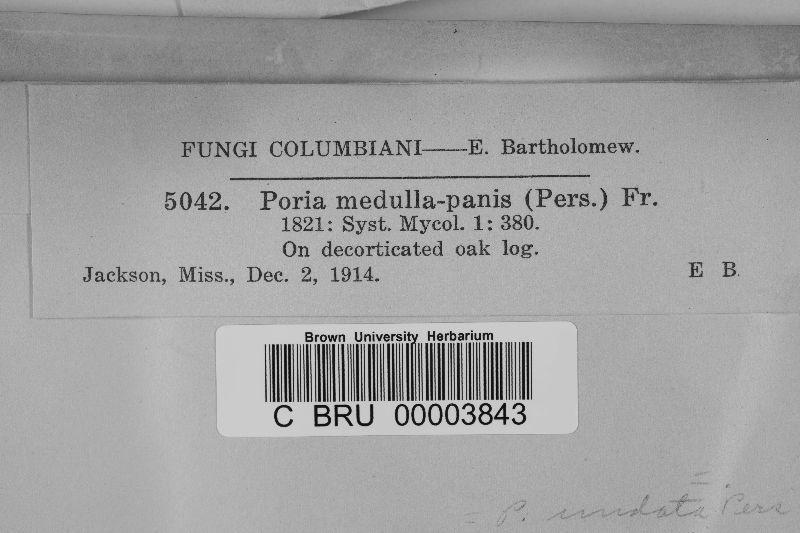 FUNGI COLUMBIANI—E. Bartholomew.
5042. Poria medulla-panis (Pers.) Fr.
1821: Syst. Mycol. 1: 380.
On decorticated oak log.
Jackson, Miss., Dec. 2, 1914. E B.
Brown University Herbarium
C BRU 00003843
= P. undata Pers